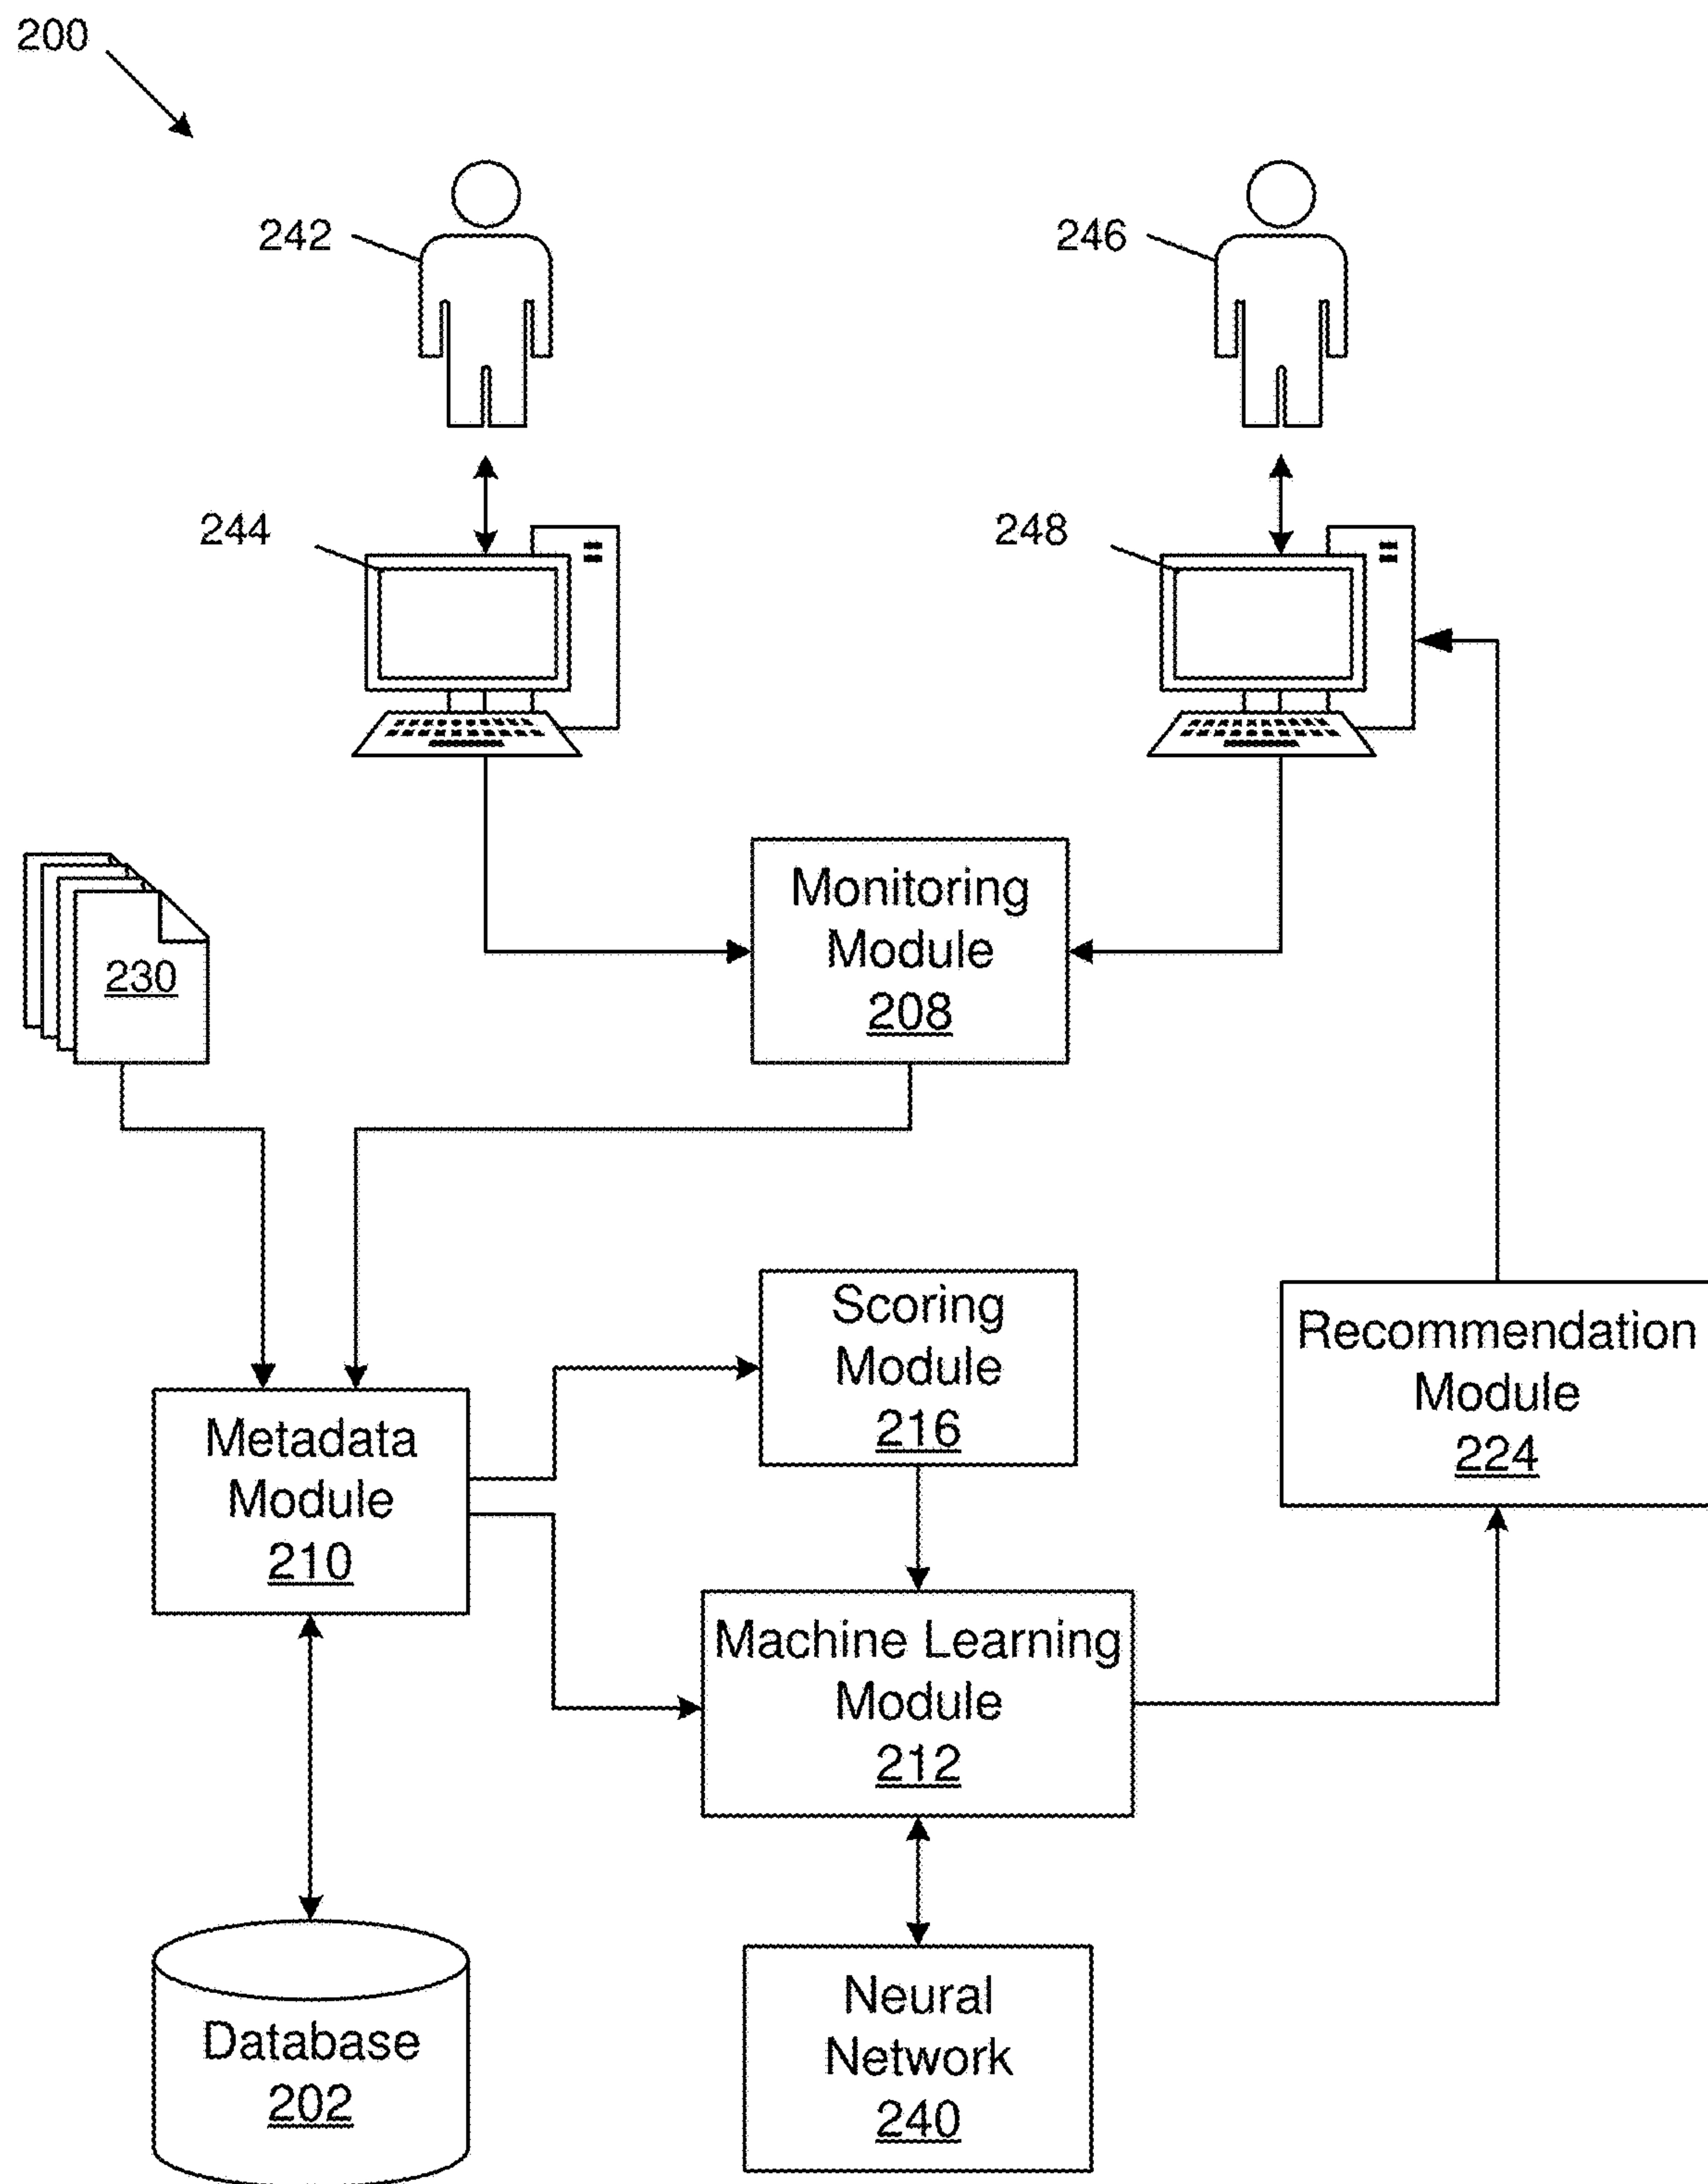 200
242
246
244
248
Monitoring
Module
208
230
Scoring
Module
216
Recommendation
Module
224
Metadata
Module
210
Machine Learning
Module
212
Database
202
Neural
Network
240